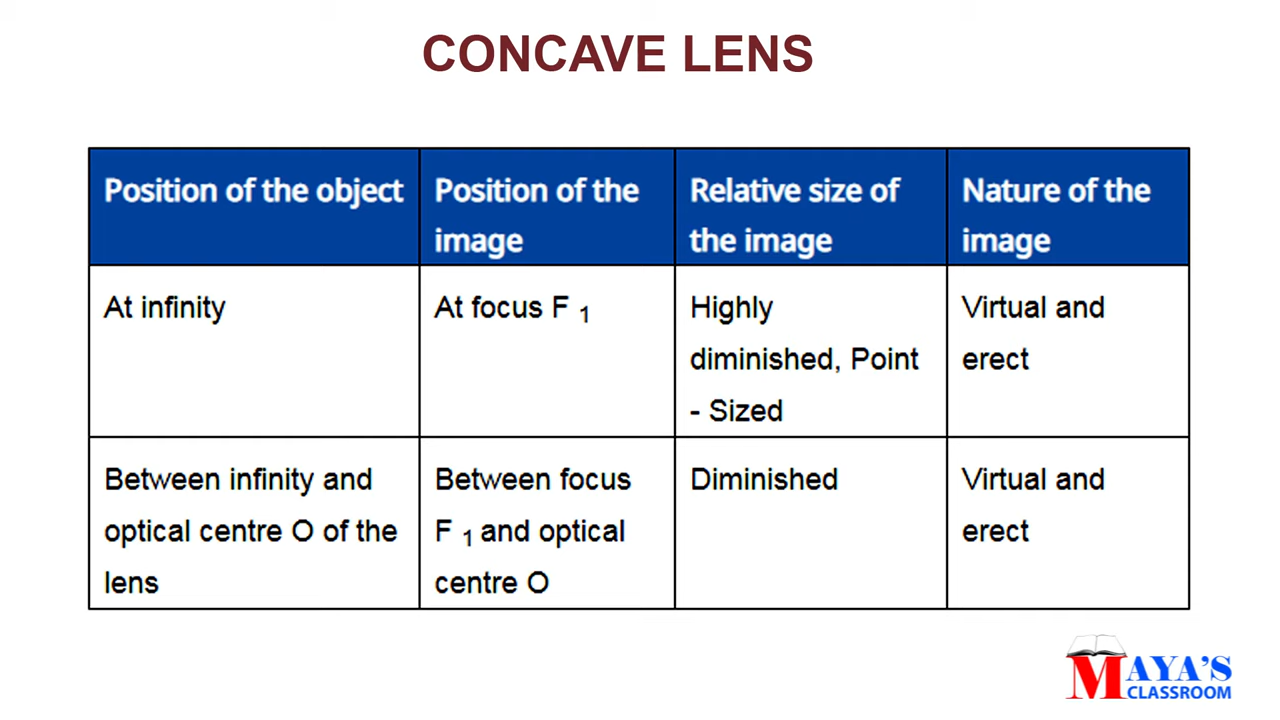 CONCAVE LENS
Position of the object
Position of the
image
Relative size of
the image
Nature of the
image
At infinity
At focus F 1
Highly
diminished, Point
- Sized
Virtual and
erect
Between infinity and
optical centre O of the
lens
Between focus
F 1 and optical
centre O
Diminished
Virtual and
erect
MAYA'S
CLASSROOM